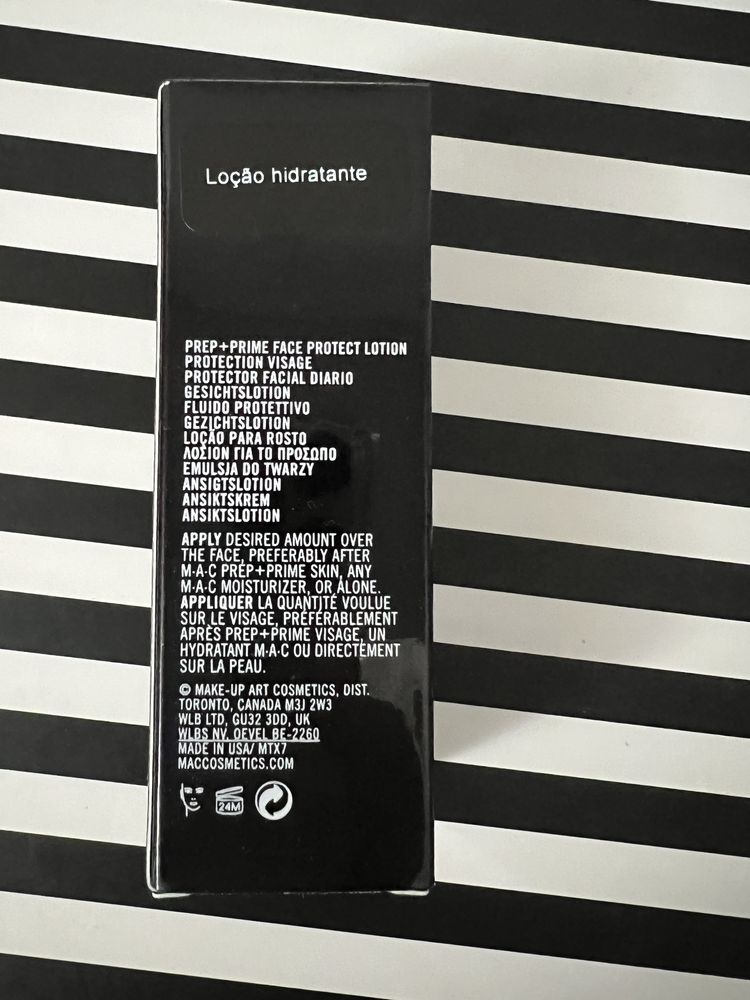 Loção hidratante
PREP+PRIME FACE PROTECT LOTION
PROTECTION VISAGE
PROTECTOR FACIAL DIARIO
GESICHTSLOTION
FLUIDO PROTETTIVO
GEZICHTSLOTION
LOÇÃO PARA ROSTO
ΛΟΣΙΟΝ ΓΙΑ ΤΟ ΠΡΟΣΩΠΟ
EMULSJA DO TWARZY
ANSIGTSLOTION
ANSIKTSKREM
ANSIKTSLOTION
APPLY DESIRED AMOUNT OVER
THE FACE, PREFERABLY AFTER
M·A·C PREP+PRIME SKIN, ANY
M·A·C MOISTURIZER, OR ALONE.
APPLIQUER LA QUANTITÉ VOULUE
SUR LE VISAGE, PRÉFÉRABLEMENT
APRÈS PREP+PRIME VISAGE, UN
HYDRATANT M·A·C OU DIRECTEMENT
SUR LA PEAU.
© MAKE-UP ART COSMETICS, DIST.
TORONTO, CANADA M3J 2W3
WLB LTD, GU32 3DD, UK
WLBS NV. OEVEL BE-2260
MADE IN USA/ MTX7
MACCOSMETICS.COM
24M